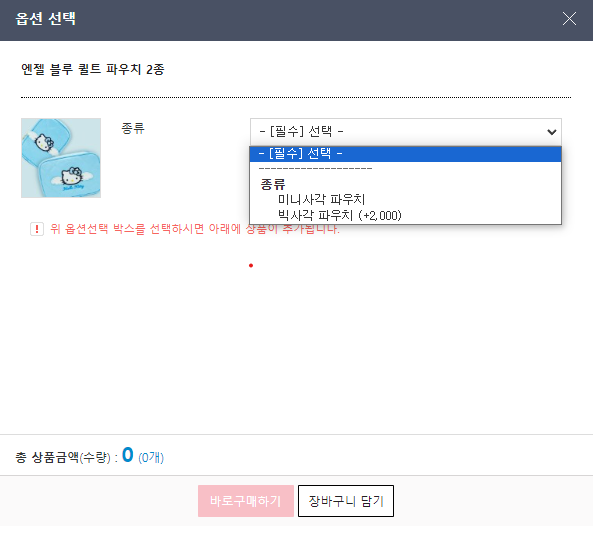 옵션 선택
엔젤 블루 퀼트 파우치 2종
종류
- [필수] 선택 -
- [필수] 선택 -
-------------------
종류
미니사각 파우치
빅사각 파우치 (+2,000)
! 위 옵션선택 박스를 선택하시면 아래에 상품이 추가됩니다.
총 상품금액(수량) : 0 (0개)
바로구매하기
장바구니 담기